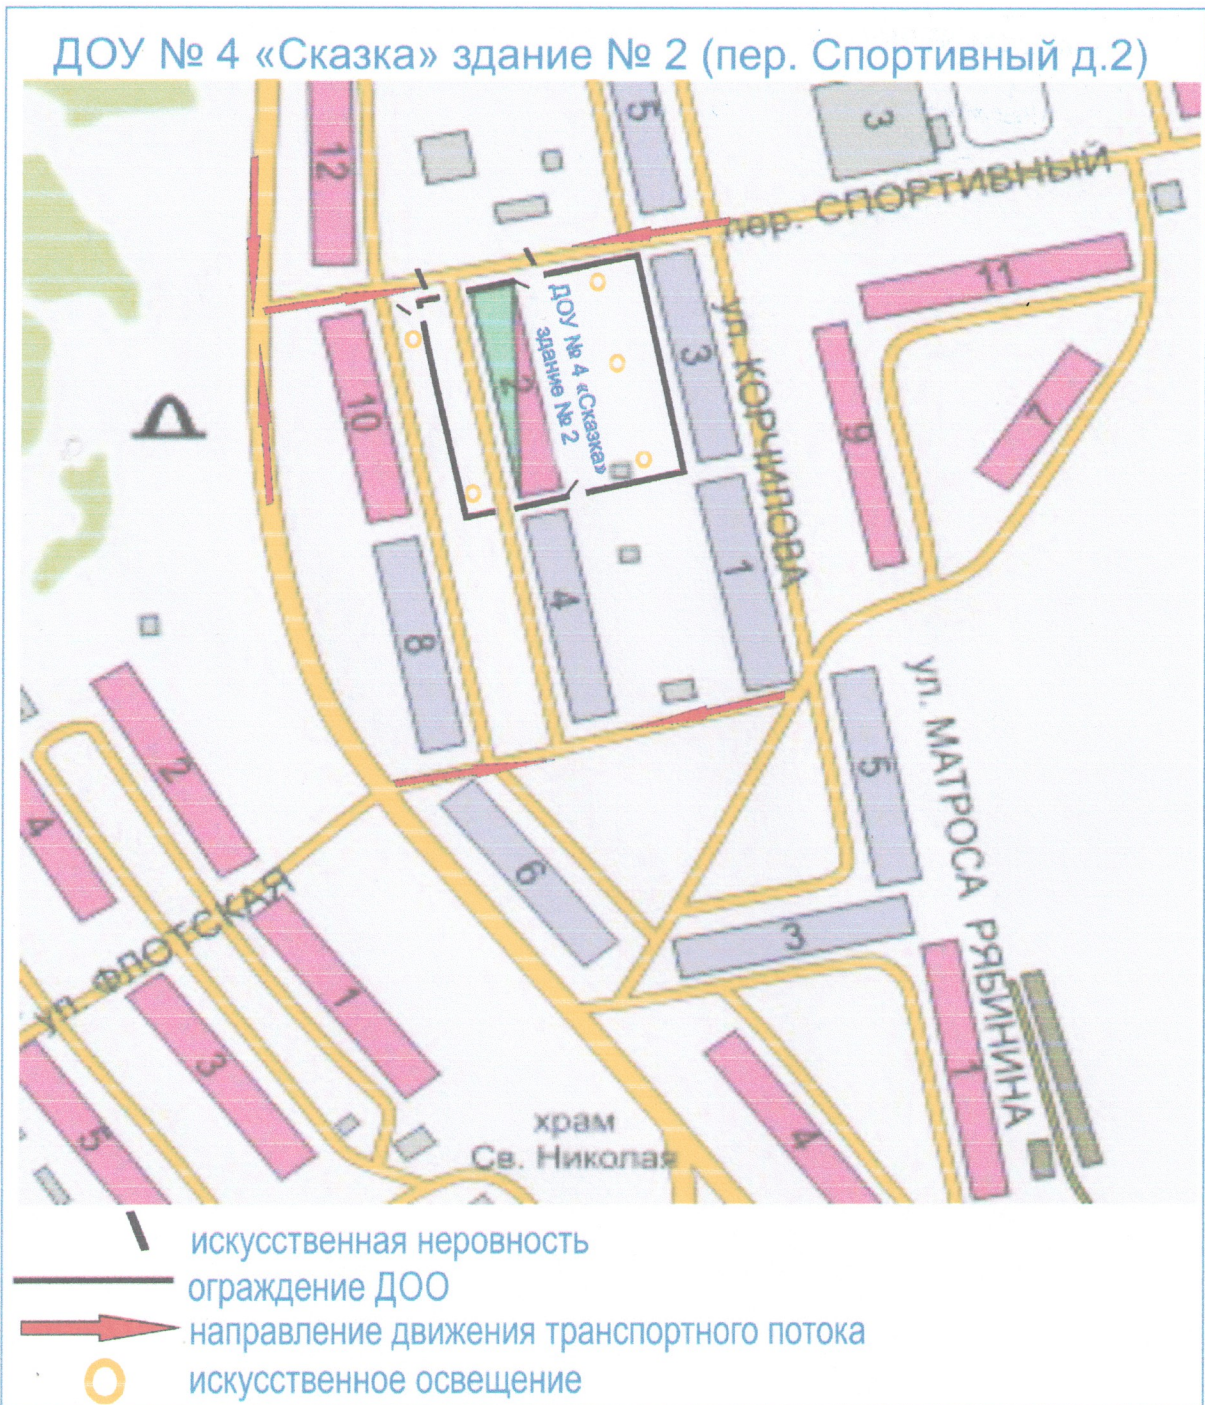 ДОУ № 4 «Сказка» здание № 2 (пер. Спортивный д.2)
12
5
3
пер. СПОРТИВНЫЙ
11
ДОУ № 4 «Сказка»
здание № 2
2
3
ул. КОРЧИЛОВА
10
9
7
8
4
1
5
ул. МАТРОСА РЯБИНИНА
2
4
6
3
ул. ФЛОТСКАЯ
1
3
5
1
4
храм
Св. Николая
искусственная неровность
ограждение ДОО
направление движения транспортного потока
искусственное освещение